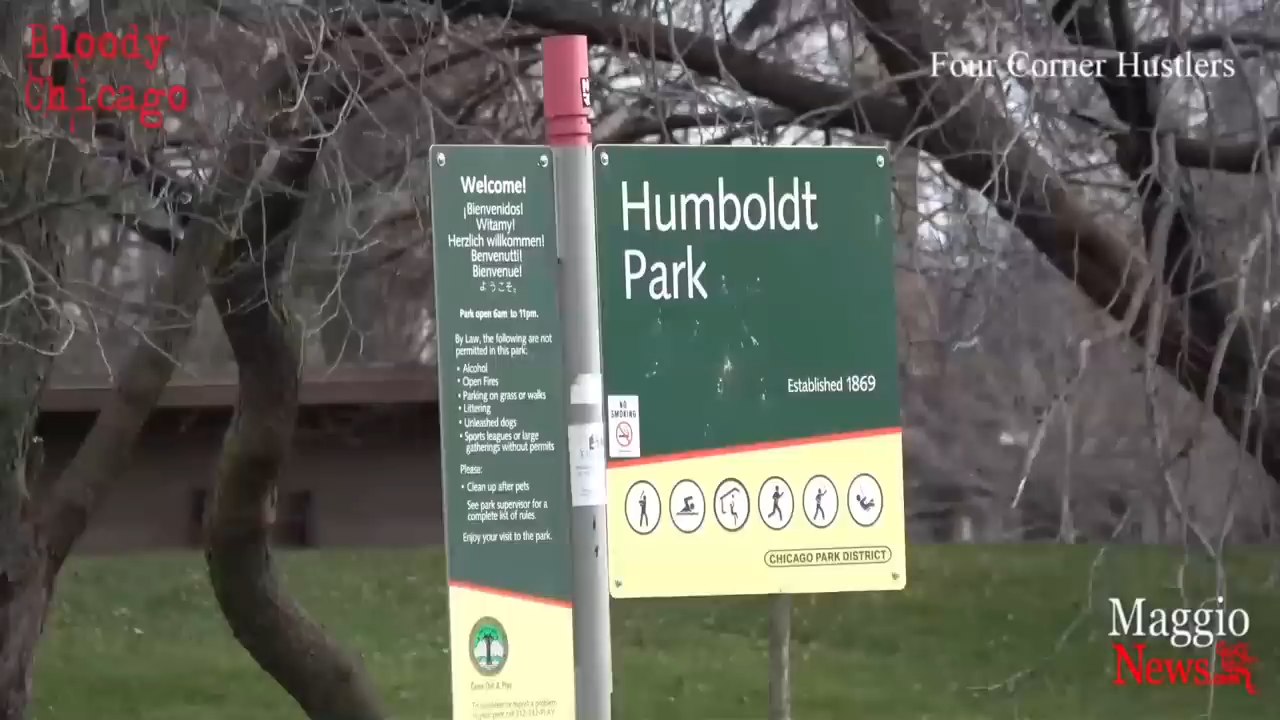 Bloody
Chicago
Four Corner Hustlers
Welcome!
¡Bienvenidos!
Witamy!
Herzlich willkommen!
Benvenutti!
Bienvenue!
ようこそ。
Park open 6am to 11pm.
By Law, the following are not
permitted in this park:
• Alcohol
• Open Fires
• Parking on grass or walks
• Littering
• Unleashed dogs
• Sports leagues or large
gatherings without permits
Please:
• Clean up after pets
See park supervisor for a
complete list of rules.
Enjoy your visit to the park.
Humboldt
Park
Established 1869
NO
SMOKING
CHICAGO PARK DISTRICT
Maggio
News